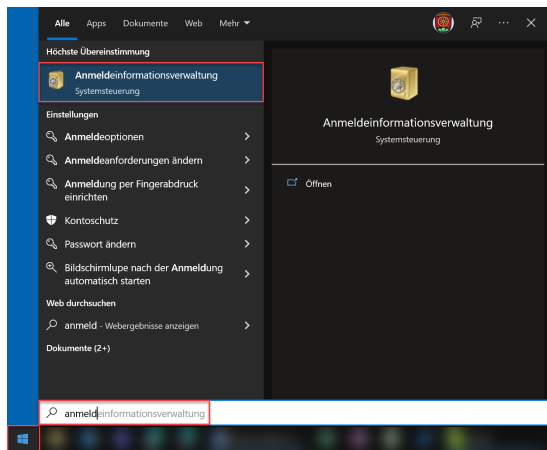 Alle Apps Dokumente Web Mehr
Höchste Übereinstimmung
Anmeldeinformationsverwaltung
Systemsteuerung
Einstellungen
Anmeldeoptionen
Anmeldeanforderungen ändern
Anmeldung per Fingerabdruck
einrichten
Kontoschutz
Passwort ändern
Bildschirmlupe nach der Anmeldung
automatisch starten
Web durchsuchen
anmeld - Webergebnisse anzeigen
Dokumente (2+)
Anmeldeinformationsverwaltung
Systemsteuerung
Öffnen
anmeldeinformationsverwaltung